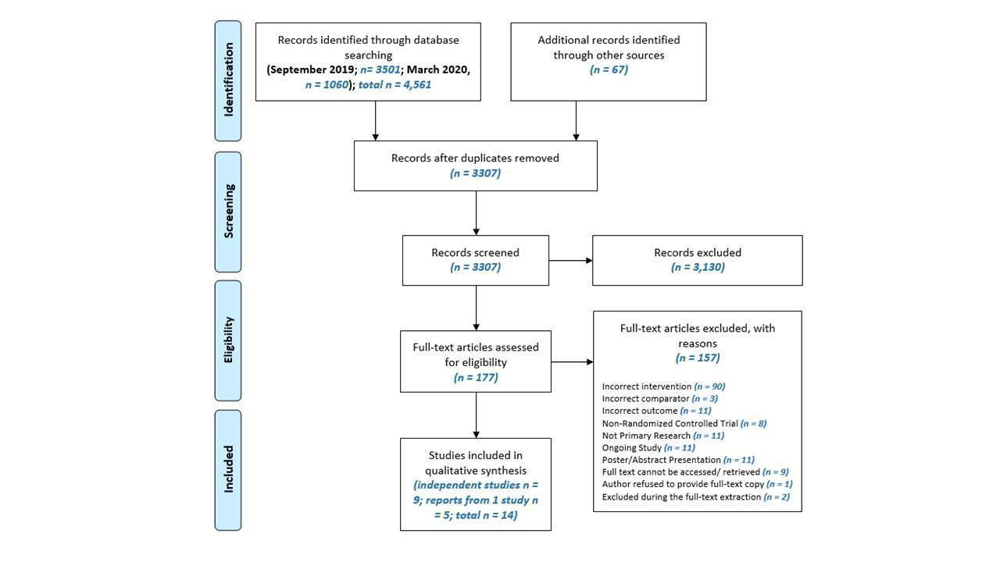 Identification
Records identified through database
searching
(September 2019; n= 3501; March 2020,
n = 1060); total n = 4,561
Additional records identified
through other sources
(n = 67)
Screening
Records after duplicates removed
(n = 3307)
Records screened
(n = 3307)
Records excluded
(n = 3,130)
Eligibility
Full-text articles assessed
for eligibility
(n = 177)
Full-text articles excluded, with
reasons
(n = 157)
Incorrect intervention (n = 90)
Incorrect comparator (n = 3)
Incorrect outcome (n = 11)
Non-Randomized Controlled Trial (n = 8)
Not Primary Research (n = 11)
Ongoing Study (n = 11)
Poster/Abstract Presentation (n = 11)
Full text cannot be accessed/ retrieved (n = 9)
Author refused to provide full-text copy (n = 1)
Excluded during the full-text extraction (n = 2)
Included
Studies included in
qualitative synthesis
(independent studies n =
9; reports from 1 study n
= 5; total n = 14)